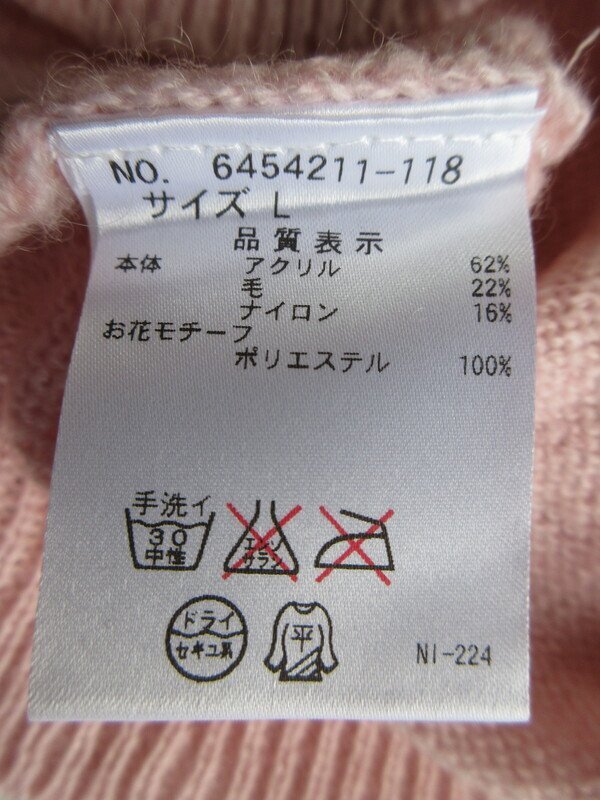 NO. 6454211-118
サイズ L
品質表示
本体 アクリル 62%
毛 22%
ナイロン 16%
お花モチーフ
ポリエステル 100%
手洗イ
30
中性
エンソ
サラシ
ドライ
セキユ系
平
NI-224